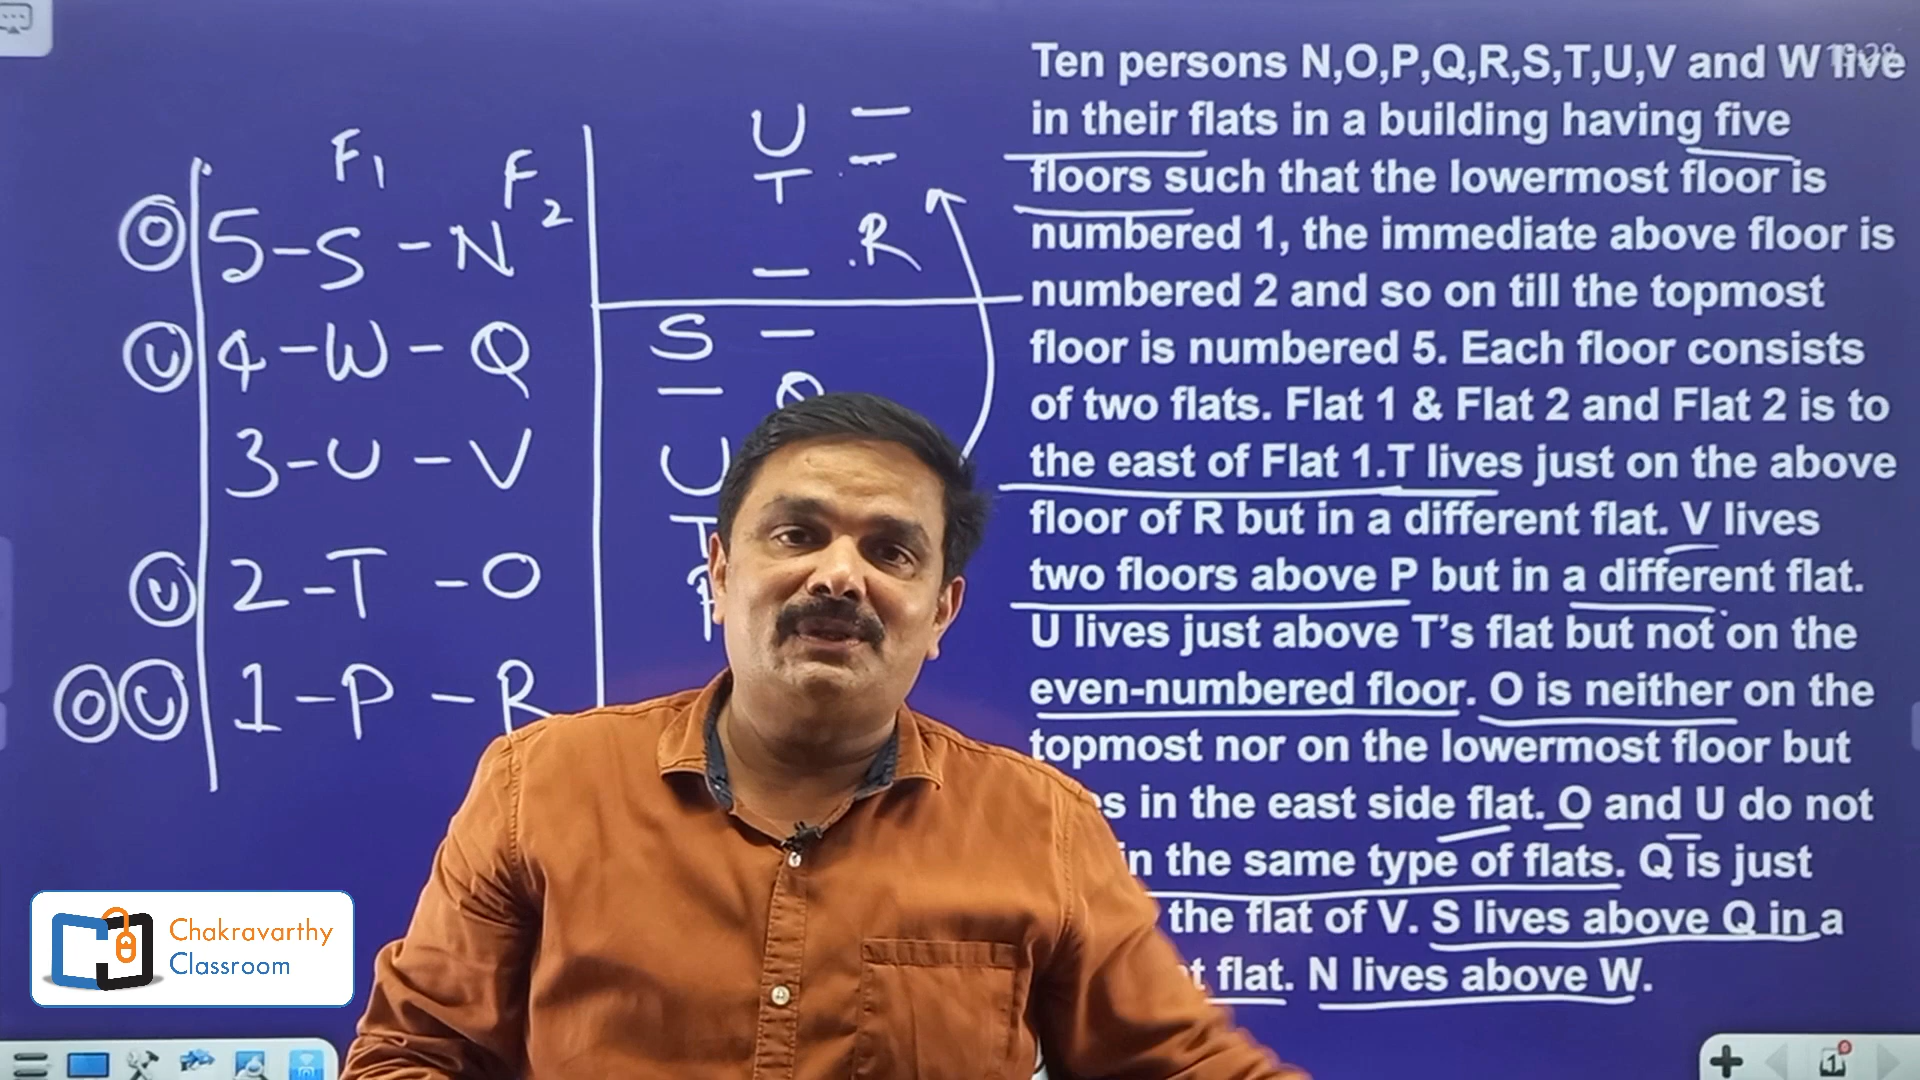 Ten persons N,O,P,Q,R,S,T,U,V and W live
in their flats in a building having five
floors such that the lowermost floor is
numbered 1, the immediate above floor is
numbered 2 and so on till the topmost
floor is numbered 5. Each floor consists
of two flats. Flat 1 & Flat 2 and Flat 2 is to
the east of Flat 1.T lives just on the above
floor of R but in a different flat. V lives
two floors above P but in a different flat.
U lives just above T's flat but not on the
even-numbered floor. O is neither on the
topmost nor on the lowermost floor but
in the east side flat. O and U do not
in the same type of flats. Q is just
the flat of V. S lives above Q in a
flat. N lives above W.
F1 F2
O 5-S-N
U 4-W-Q
3-U-V
U 2-T-O
O U 1-P-R
U –
T –
– R
S –
– Q
U
T
P
Chakravarthy
Classroom
1